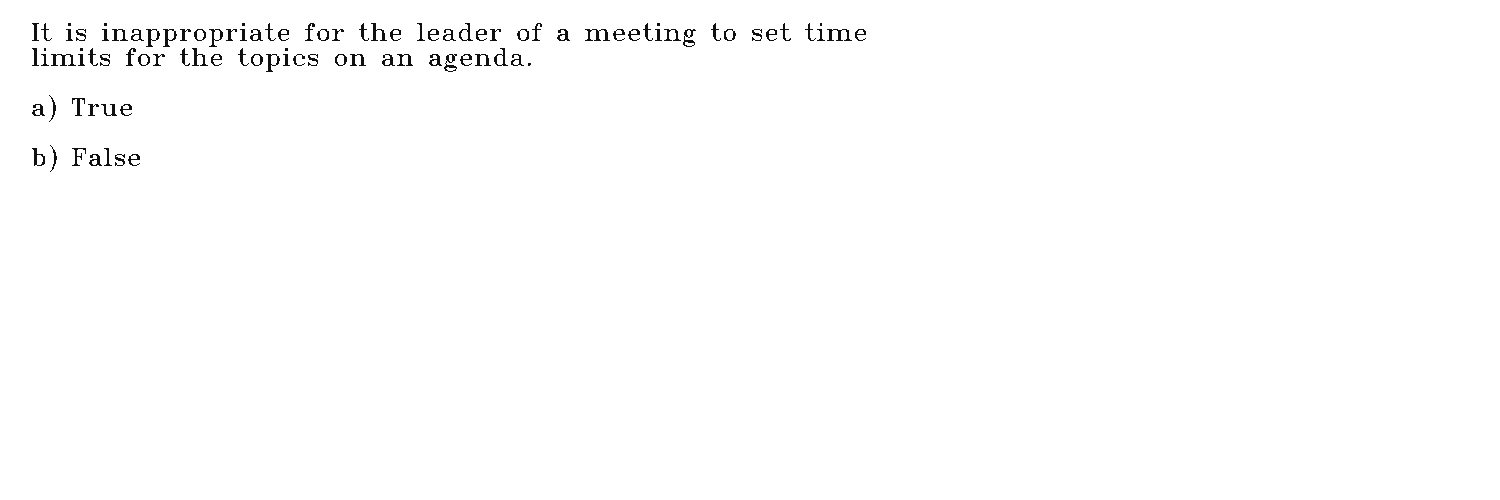 It is inappropriate for the leader of a meeting to set time
limits for the topics on an agenda.
a) True
b) False